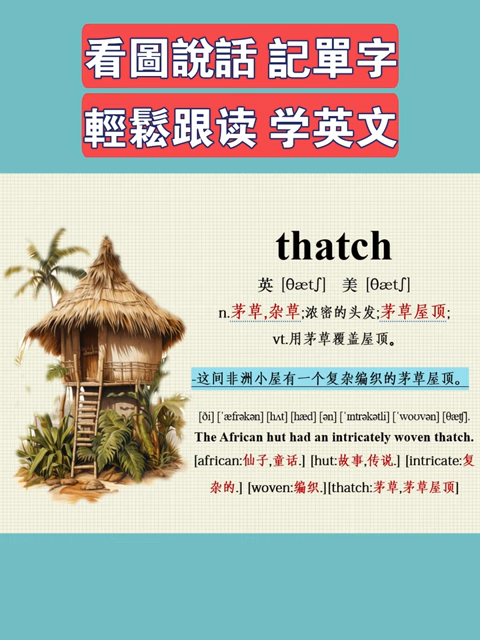 看圖說話 記單字
輕鬆跟读 学英文
thatch
英 [θætʃ] 美 [θætʃ]
n.茅草,杂草;浓密的头发;茅草屋顶;
vt.用茅草覆盖屋顶。
-这间非洲小屋有一个复杂编织的茅草屋顶。
[ði] [ˈæfrəkən] [hʌt] [hæd] [ən] [ˈɪntrəkətli] [ˈwoʊvən] [θæʧ].
The African hut had an intricately woven thatch.
[african:仙子,童话.] [hut:故事,传说.] [intricate:复
杂的.] [woven:编织.][thatch:茅草,茅草屋顶]